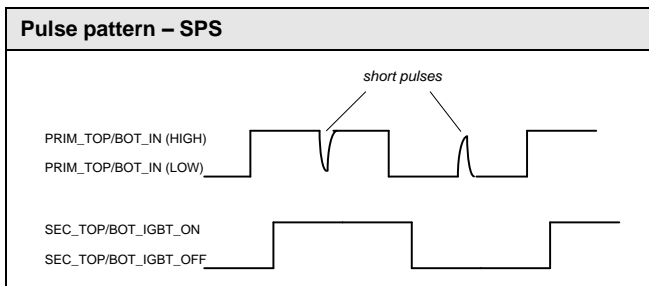 Pulse pattern – SPS
short pulses
PRIM_TOP/BOT_IN (HIGH)
PRIM_TOP/BOT_IN (LOW)
SEC_TOP/BOT_IGBT_ON
SEC_TOP/BOT_IGBT_OFF